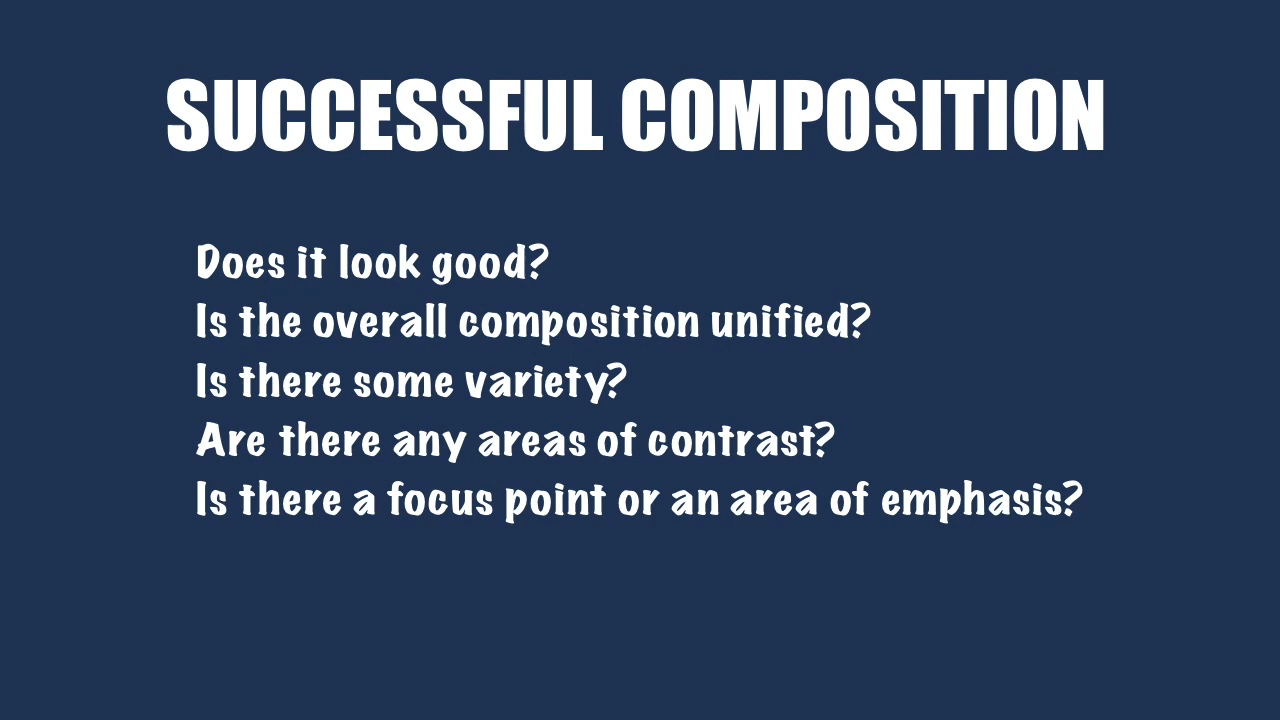 SUCCESSFUL COMPOSITION
Does it look good?
Is the overall composition unified?
Is there some variety?
Are there any areas of contrast?
Is there a focus point or an area of emphasis?